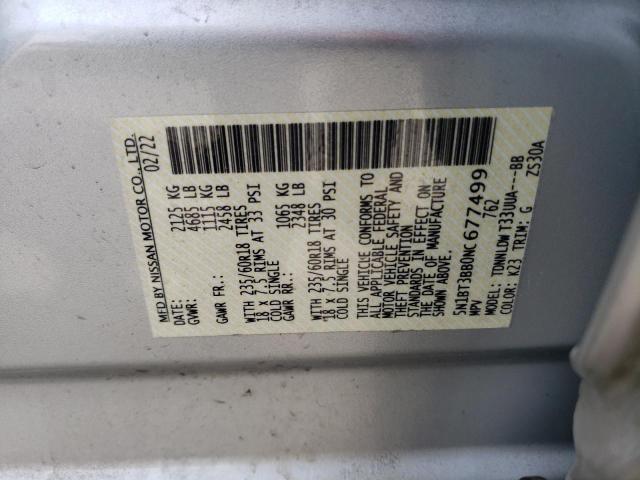 MFD BY NISSAN MOTOR CO., LTD.
02/22
2125 KG
GVWR: 4685 LB
1115 KG
GAWR FR.: 2458 LB
WITH 235/60R18 TIRES
18 X 7.5 RIMS AT 33 PSI
COLD SINGLE
1065 KG
GAWR RR.: 2348 LB
WITH 235/60R18 TIRES
18 X 7.5 RIMS AT 30 PSI
COLD SINGLE
THIS VEHICLE CONFORMS TO
ALL APPLICABLE FEDERAL
MOTOR VEHICLE SAFETY AND
THEFT PREVENTION
STANDARDS IN EFFECT ON
THE DATE OF MANUFACTURE
SHOWN ABOVE.
5N1BT3BB0NC677499
MPV 762
MODEL: TDWNLDW T33UUA----BB
COLOR: K23 TRIM: G ZS30A